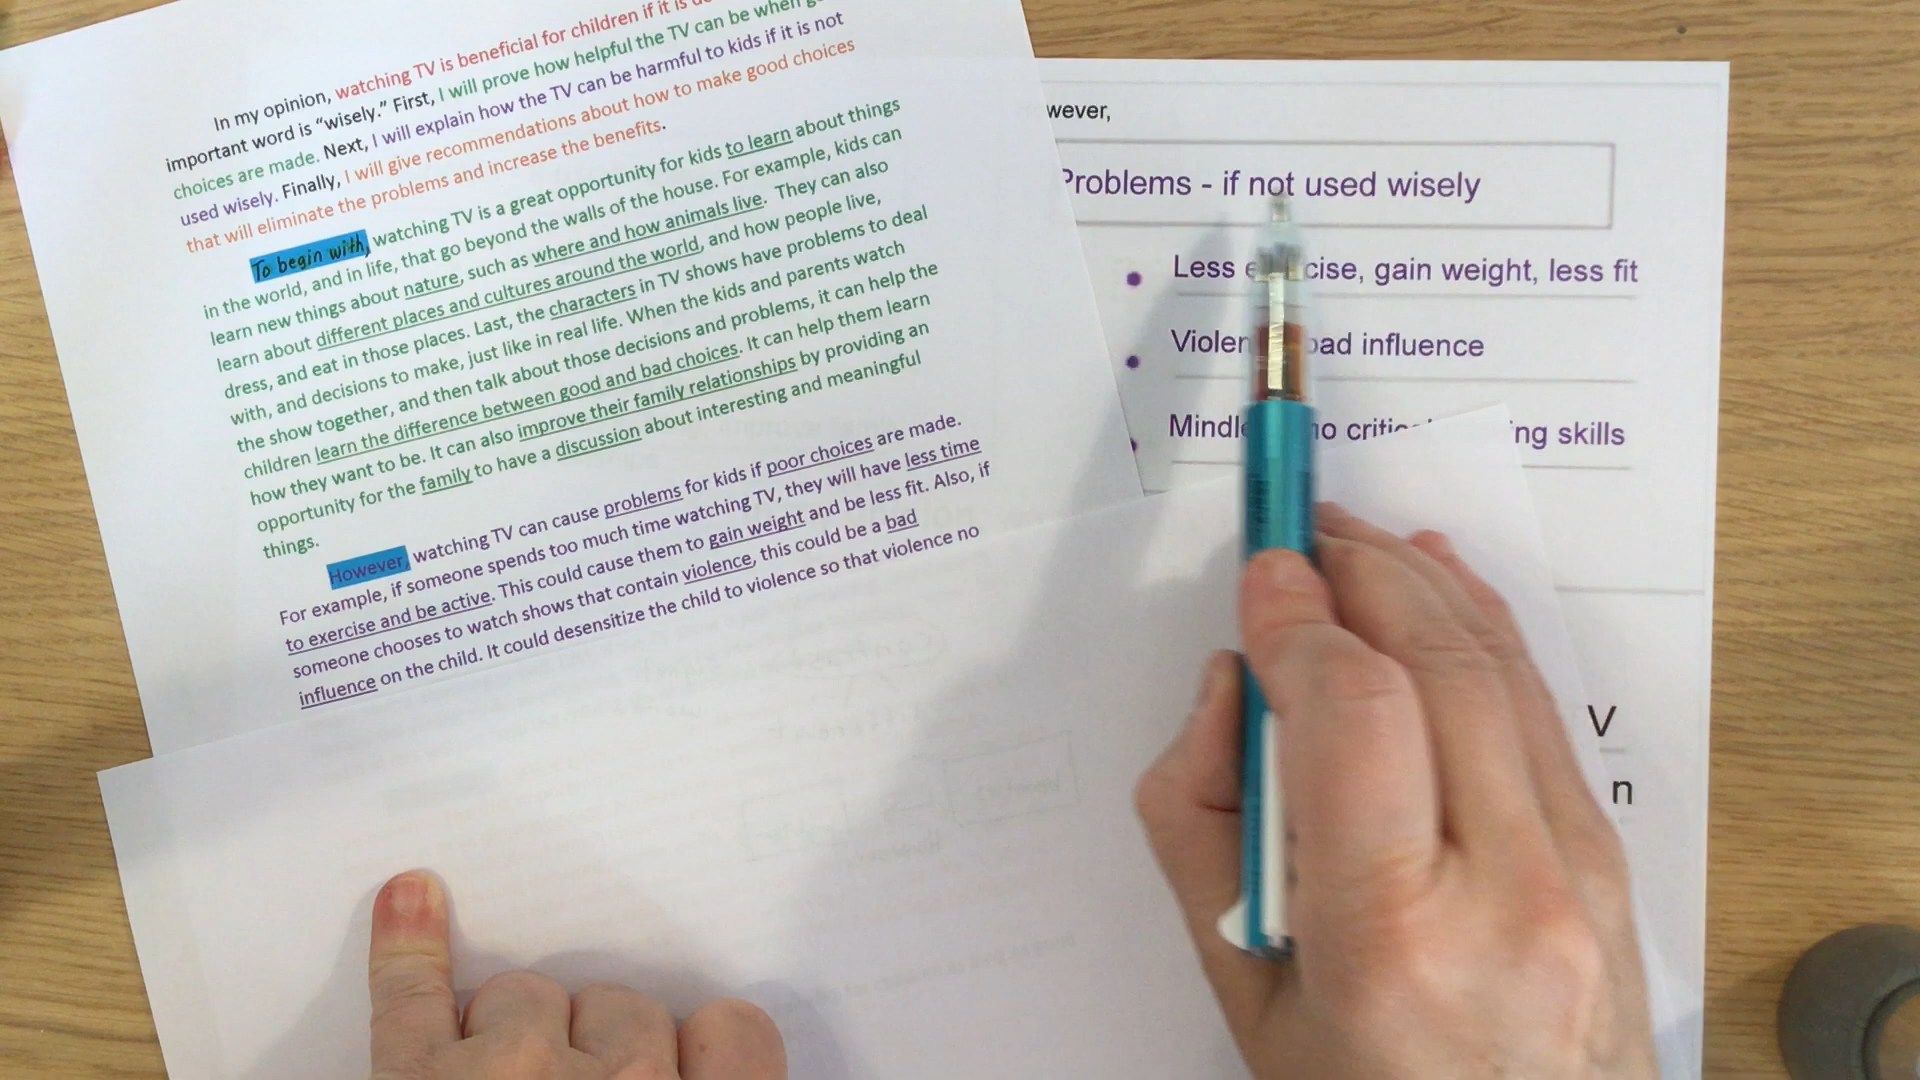 In my opinion, watching TV is beneficial for children if it is
important word is “wisely.” First, I will prove how helpful the TV can be when
choices are made. Next, I will explain how the TV can be harmful to kids if it is not
used wisely. Finally, I will give recommendations about how to make good choices
that will eliminate the problems and increase the benefits.
To begin with, watching TV is a great opportunity for kids to learn about things
in the world, and in life, that go beyond the walls of the house. For example, kids can
learn new things about nature, such as where and how animals live. They can also
learn about different places and cultures around the world, and how people live,
dress, and eat in those places. Last, the characters in TV shows have problems to deal
with, and decisions to make, just like in real life. When the kids and parents watch
the show together, and then talk about those decisions and problems, it can help the
children learn the difference between good and bad choices. It can help them learn
how they want to be. It can also improve their family relationships by providing an
opportunity for the family to have a discussion about interesting and meaningful
things.
However, watching TV can cause problems for kids if poor choices are made.
For example, if someone spends too much time watching TV, they will have less time
to exercise and be active. This could cause them to gain weight and be less fit. Also, if
someone chooses to watch shows that contain violence, this could be a bad
influence on the child. It could desensitize the child to violence so that violence no
wever,
Problems - if not used wisely
Less cise, gain weight, less fit
Violen bad influence
Mindle no critic ing skills
V
n